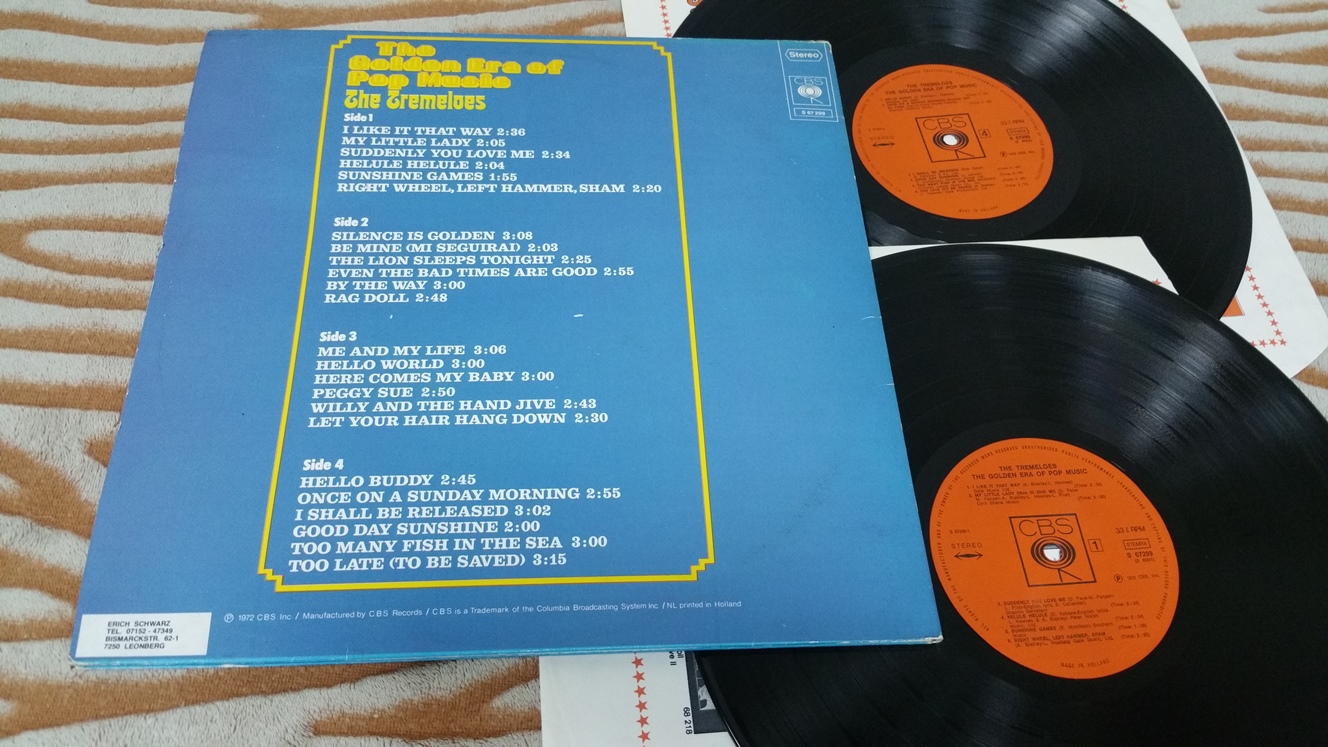 The
Golden Era of
Pop Music
The Tremeloes
Side 1
I LIKE IT THAT WAY 2:36
MY LITTLE LADY 2:05
SUDDENLY YOU LOVE ME 2:34
HELULE HELULE 2:04
SUNSHINE GAMES 1:55
RIGHT WHEEL, LEFT HAMMER, SHAM 2:20
Side 2
SILENCE IS GOLDEN 3:08
BE MINE (MI SEGUIRAI) 2:03
THE LION SLEEPS TONIGHT 2:25
EVEN THE BAD TIMES ARE GOOD 2:55
BY THE WAY 3:00
RAG DOLL 2:48
Side 3
ME AND MY LIFE 3:06
HELLO WORLD 3:00
HERE COMES MY BABY 3:00
PEGGY SUE 2:50
WILLY AND THE HAND JIVE 2:43
LET YOUR HAIR HANG DOWN 2:30
Side 4
HELLO BUDDY 2:45
ONCE ON A SUNDAY MORNING 2:55
I SHALL BE RELEASED 3:02
GOOD DAY SUNSHINE 2:00
TOO MANY FISH IN THE SEA 3:00
TOO LATE (TO BE SAVED) 3:15
℗ 1972 CBS Inc / Manufactured by CBS Records / CBS is a Trademark of the Columbia Broadcasting System Inc / NL printed in Holland
ERICH SCHWARZ
TEL. 07152 - 47349
BISMARCKSTR. 62-1
7250 LEONBERG
Stereo
CBS
S 67299
THE TREMELOES
THE GOLDEN ERA OF POP MUSIC
CBS
4
STEREO
MADE IN HOLLAND
THE TREMELOES
THE GOLDEN ERA OF POP MUSIC
CBS
1
33⅓ RPM
STEREO
STEMRA
S 67299
MADE IN HOLLAND
68 218